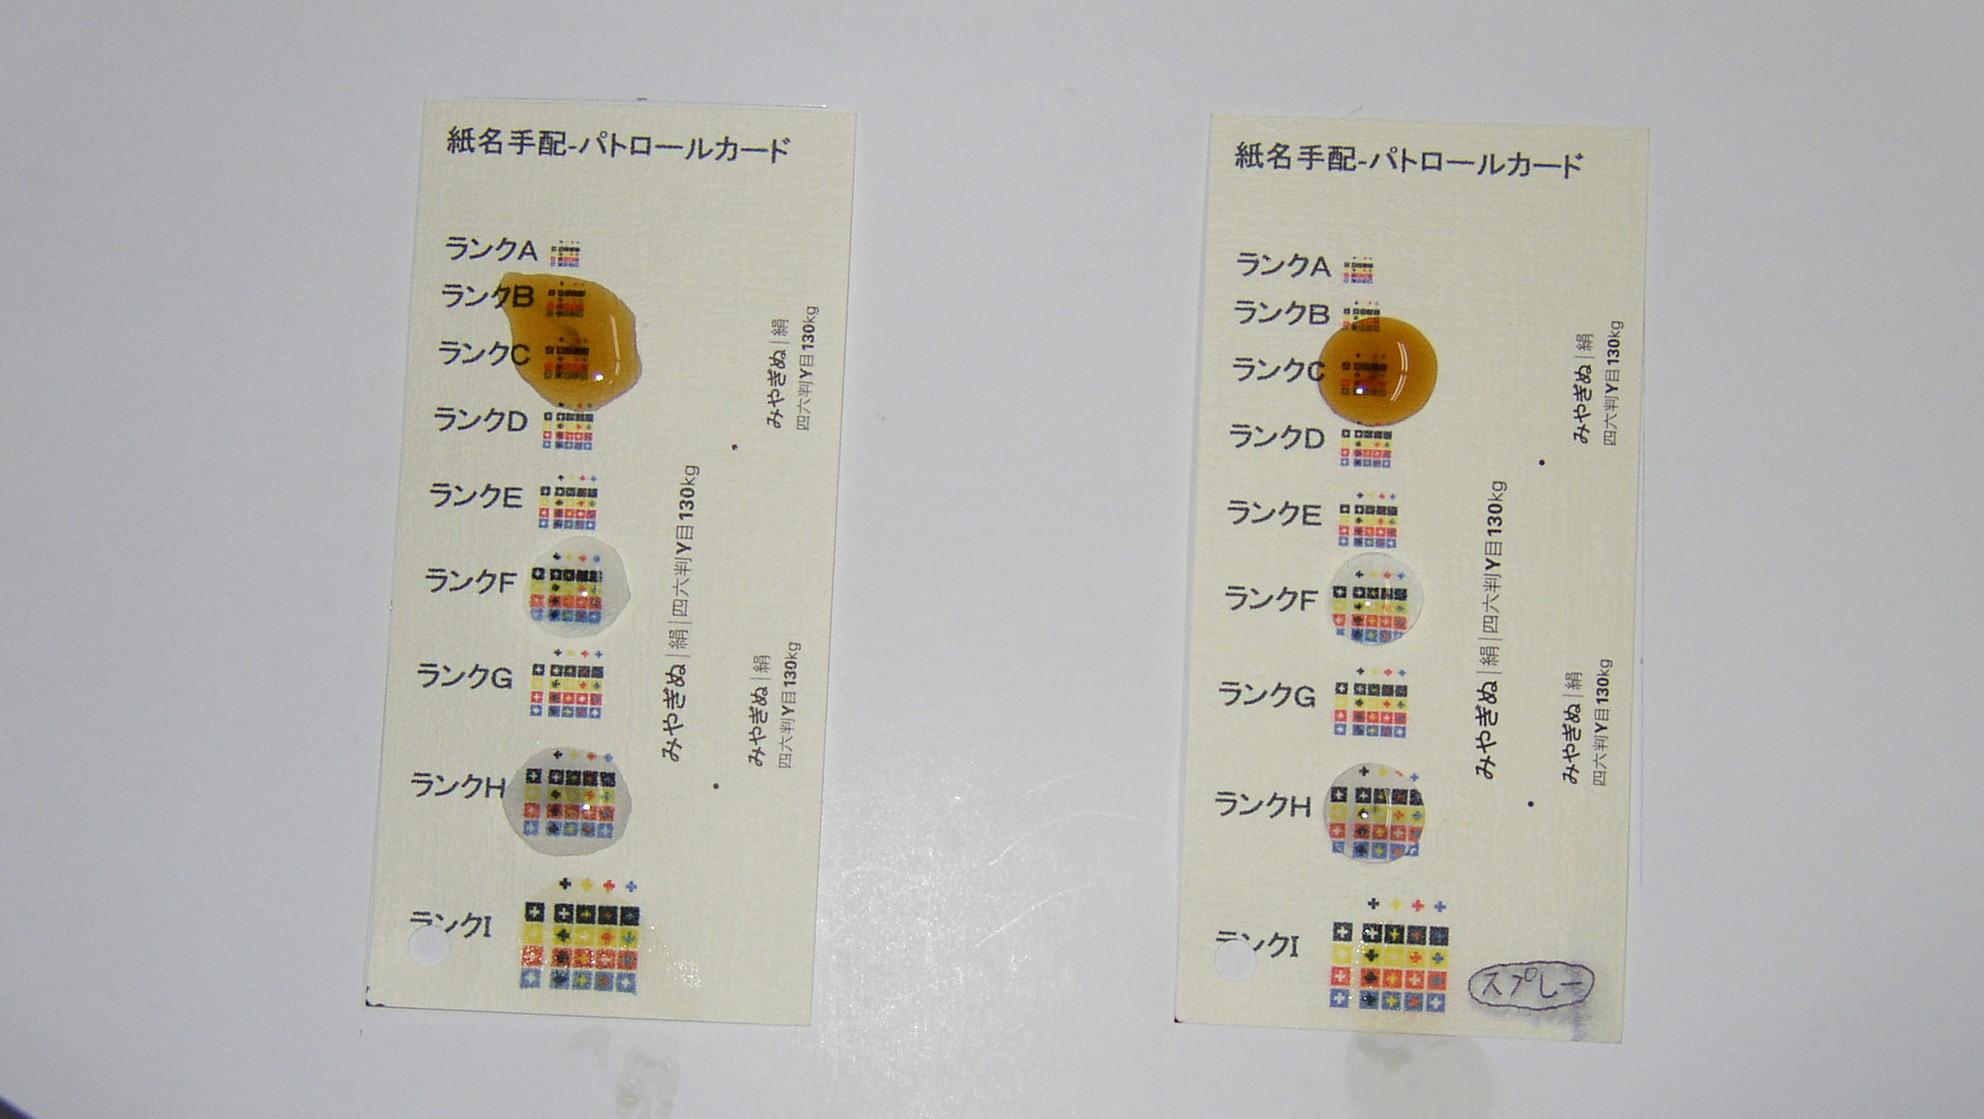 紙名手配-パトロールカード
ランクA
ランクB
ランクC
ランクD
ランクE
ランクF
ランクG
ランクH
ランクI
みやぎぬ|絹
四六判Y目130kg
みやぎぬ|絹|四六判Y目130kg
みやぎぬ|絹
四六判Y目130kg
紙名手配-パトロールカード
ランクA
ランクB
ランクC
ランクD
ランクE
ランクF
ランクG
ランクH
ランクI
みやぎぬ|絹
四六判Y目130kg
みやぎぬ|絹|四六判Y目130kg
みやぎぬ|絹
四六判Y目130kg
スプレー